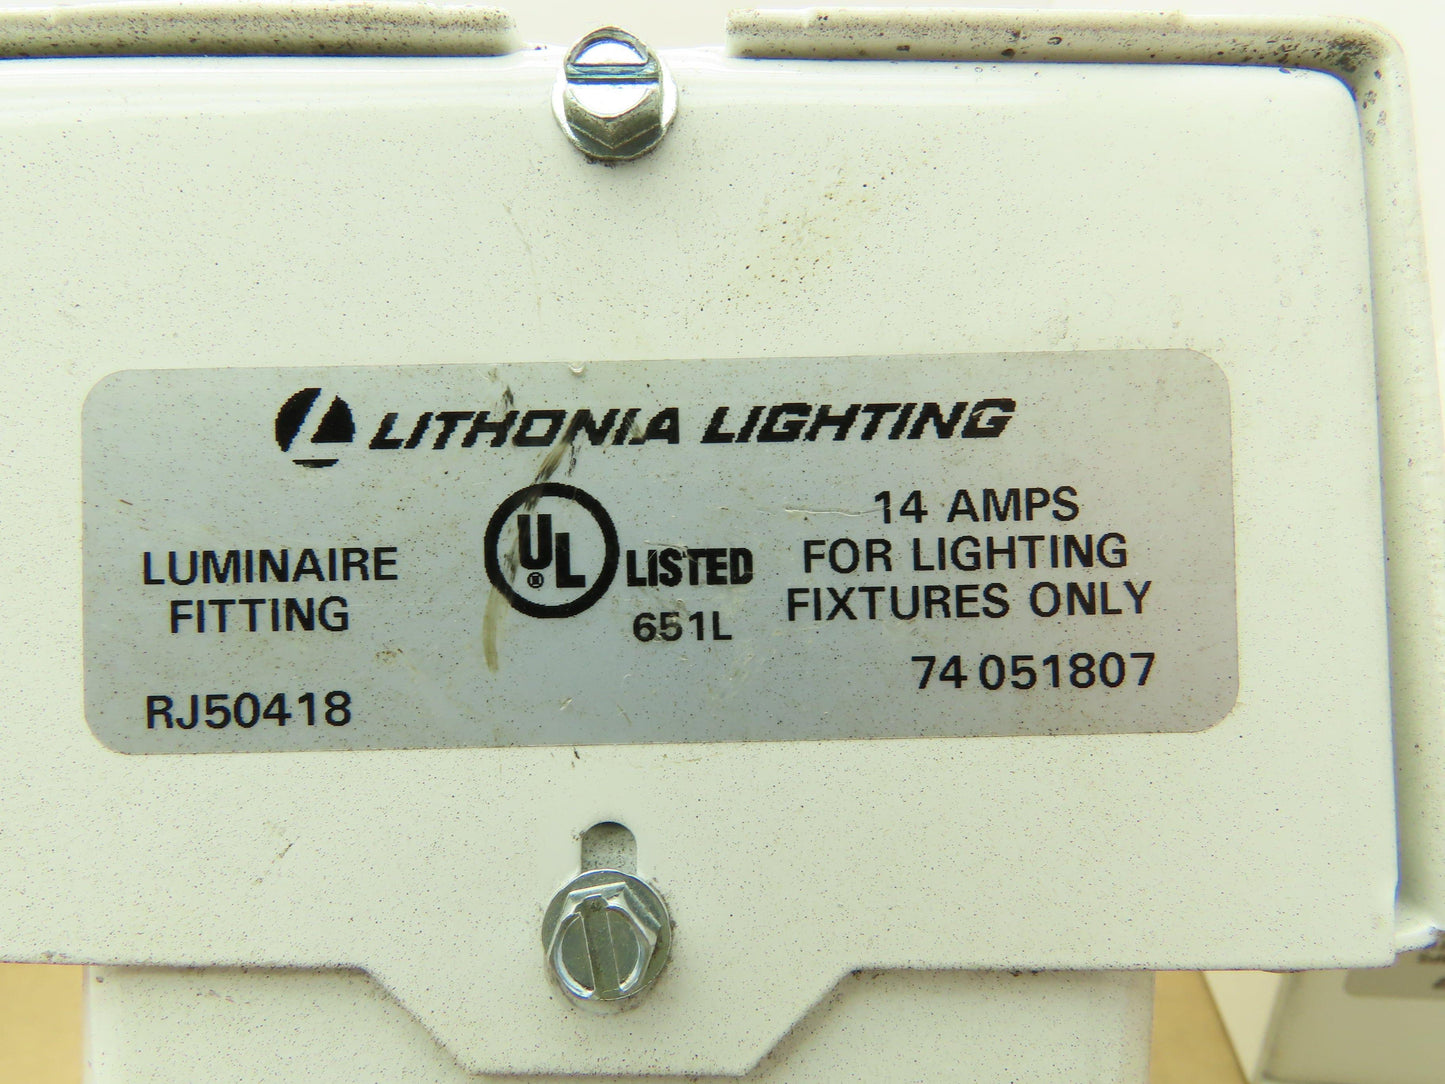 LITHONIA LIGHTING
LUMINAIRE
FITTING
RJ50418
UL
®
LISTED
651L
14 AMPS
FOR LIGHTING
FIXTURES ONLY
74 051807